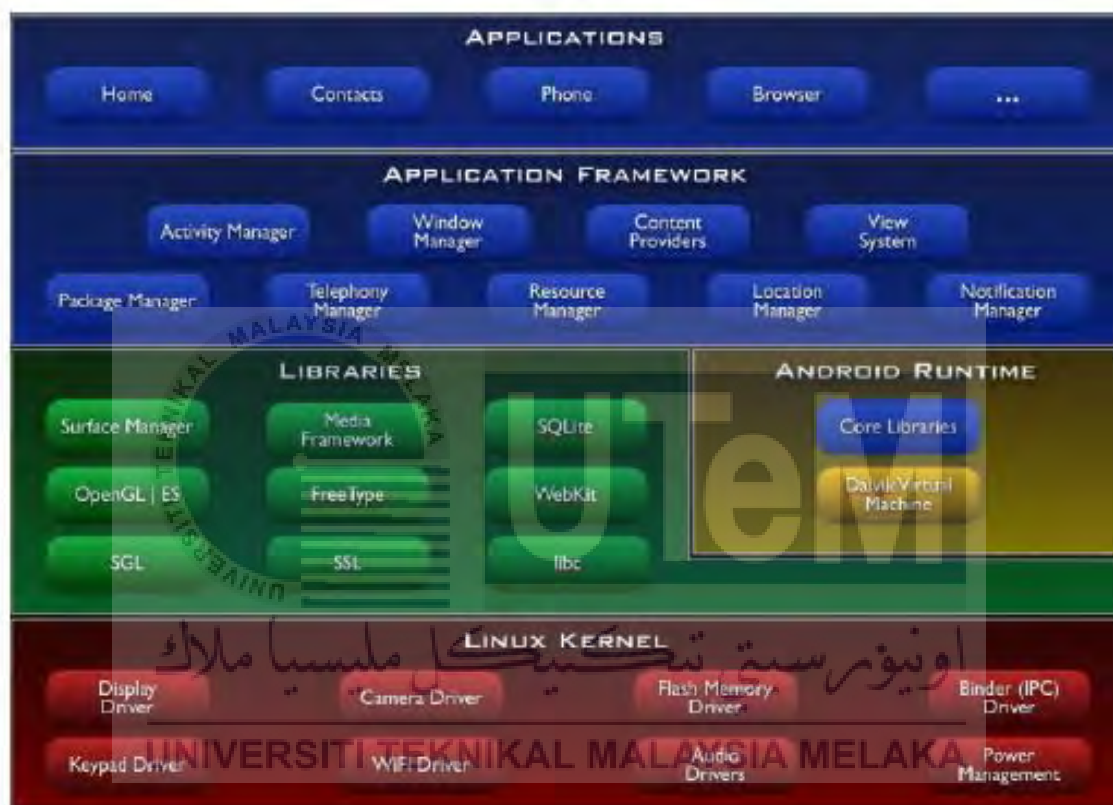 APPLICATIONS
Home
Contacts
Phone
Browser
...
APPLICATION FRAMEWORK
Activity Manager
Window
Manager
Content
Providers
View
System
Package Manager
Telephony
Manager
Resource
Manager
Location
Manager
Notification
Manager
LIBRARIES
Surface Manager
Media
Framework
SQLite
OpenGL | ES
FreeType
WebKit
SGL
SSL
libc
ANDROID RUNTIME
Core Libraries
Dalvik Virtual
Machine
LINUX KERNEL
Display
Driver
Camera Driver
Flash Memory
Driver
Binder (IPC)
Driver
Keypad Driver
WiFi Driver
Audio
Drivers
Power
Management
UNIVERSITI TEKNIKAL MALAYSIA MELAKA
UTeM
اونيۏرسيتي تيكنيكل مليسيا ملاك
UNIVERSITI TEKNIKAL MALAYSIA MELAKA